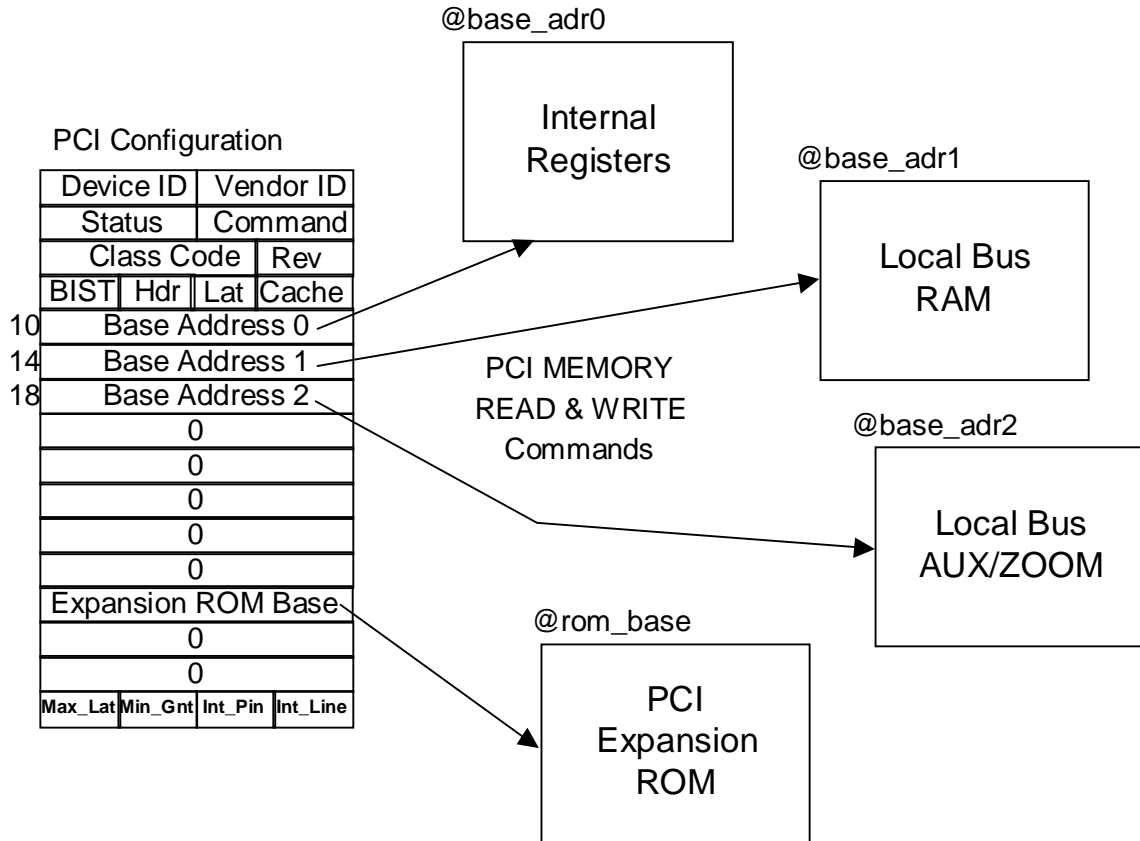 @base_adr0
Internal
Registers
PCI Configuration
@base_adr1
Device ID Vendor ID
Status Command
Class Code Rev
BIST Hdr Lat Cache
10 Base Address 0
14 Base Address 1
18 Base Address 2
0
0
0
0
0
Expansion ROM Base
0
0
Max_Lat Min_Gnt Int_Pin Int_Line
Local Bus
RAM
PCI MEMORY
READ & WRITE
Commands
@base_adr2
Local Bus
AUX/ZOOM
@rom_base
PCI
Expansion
ROM